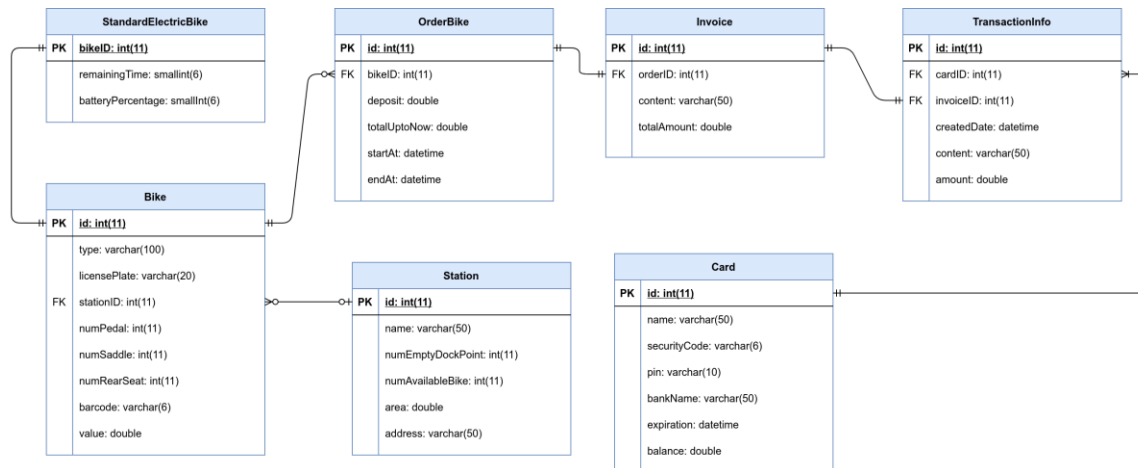 StandardElectricBike
PK bikeID: int(11)
remainingTime: smallint(6)
batteryPercentage: smallInt(6)
OrderBike
PK id: int(11)
FK bikeID: int(11)
deposit: double
totalUptoNow: double
startAt: datetime
endAt: datetime
Invoice
PK id: int(11)
FK orderID: int(11)
content: varchar(50)
totalAmount: double
TransactionInfo
PK id: int(11)
FK cardID: int(11)
FK invoiceID: int(11)
createdDate: datetime
content: varchar(50)
amount: double
Bike
PK id: int(11)
type: varchar(100)
licensePlate: varchar(20)
FK stationID: int(11)
numPedal: int(11)
numSaddle: int(11)
numRearSeat: int(11)
barcode: varchar(6)
value: double
Station
PK id: int(11)
name: varchar(50)
numEmptyDockPoint: int(11)
numAvailableBike: int(11)
area: double
address: varchar(50)
Card
PK id: int(11)
name: varchar(50)
securityCode: varchar(6)
pin: varchar(10)
bankName: varchar(50)
expiration: datetime
balance: double